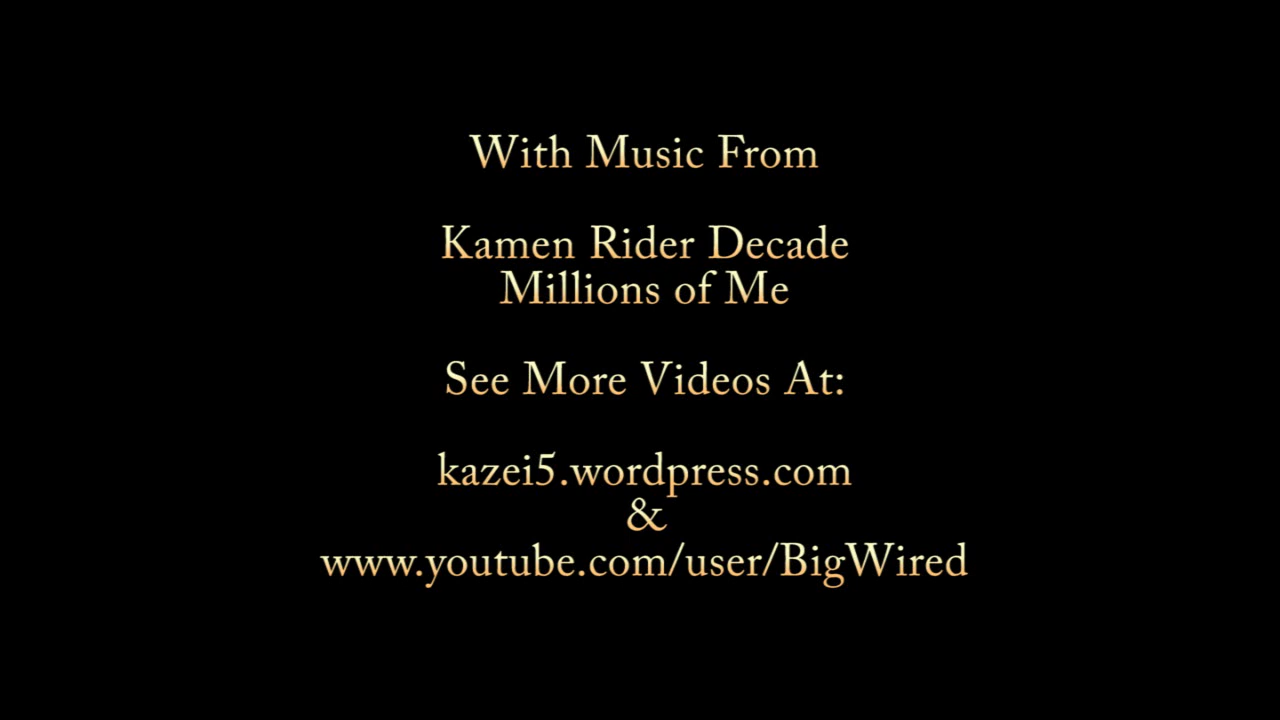 With Music From
Kamen Rider Decade
Millions of Me
See More Videos At:
kazei5.wordpress.com
&
www.youtube.com/user/BigWired